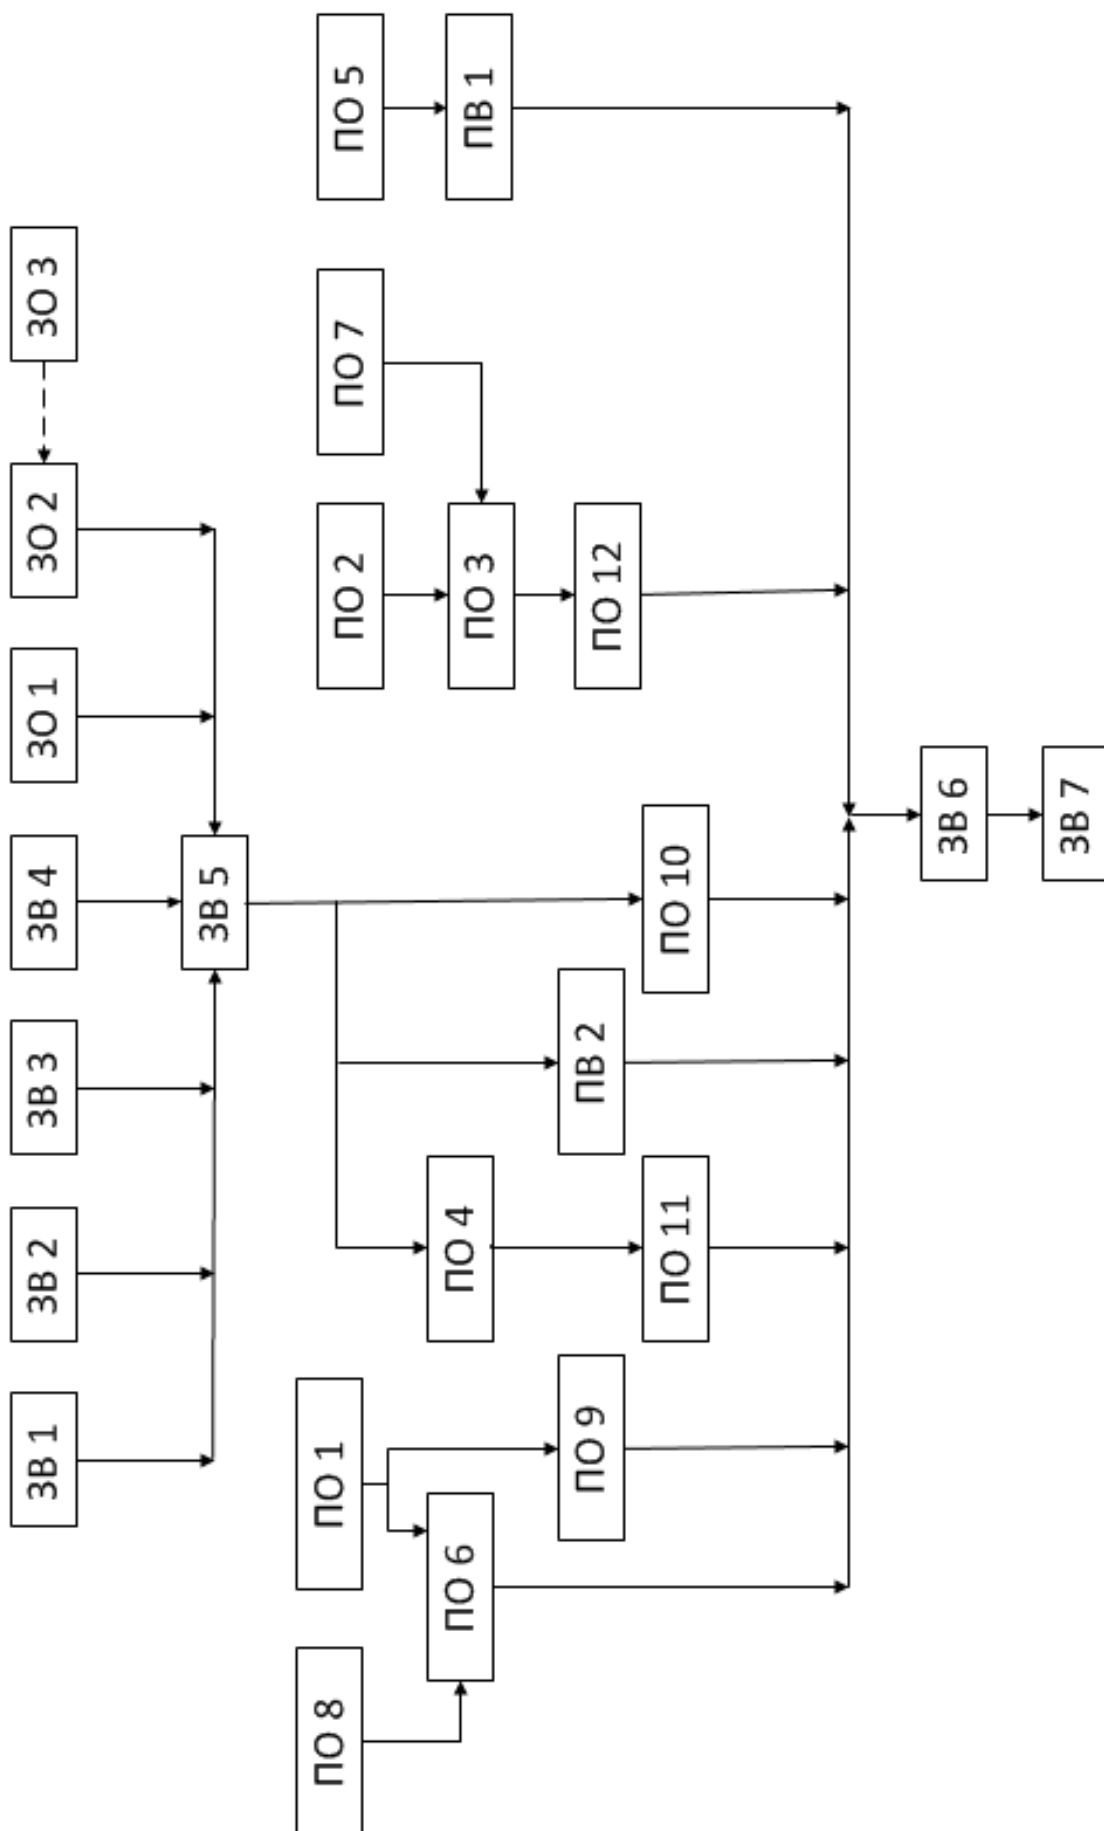 ЗВ 1
ЗВ 2
ЗВ 3
ЗВ 4
ЗО 1
ЗО 2
ЗО 3
ЗВ 5
ПО 8
ПО 1
ПО 2
ПО 7
ПО 5
ПО 6
ПО 4
ПО 3
ПВ 1
ПО 9
ПВ 2
ПО 12
ПО 11
ПО 10
ЗВ 6
ЗВ 7